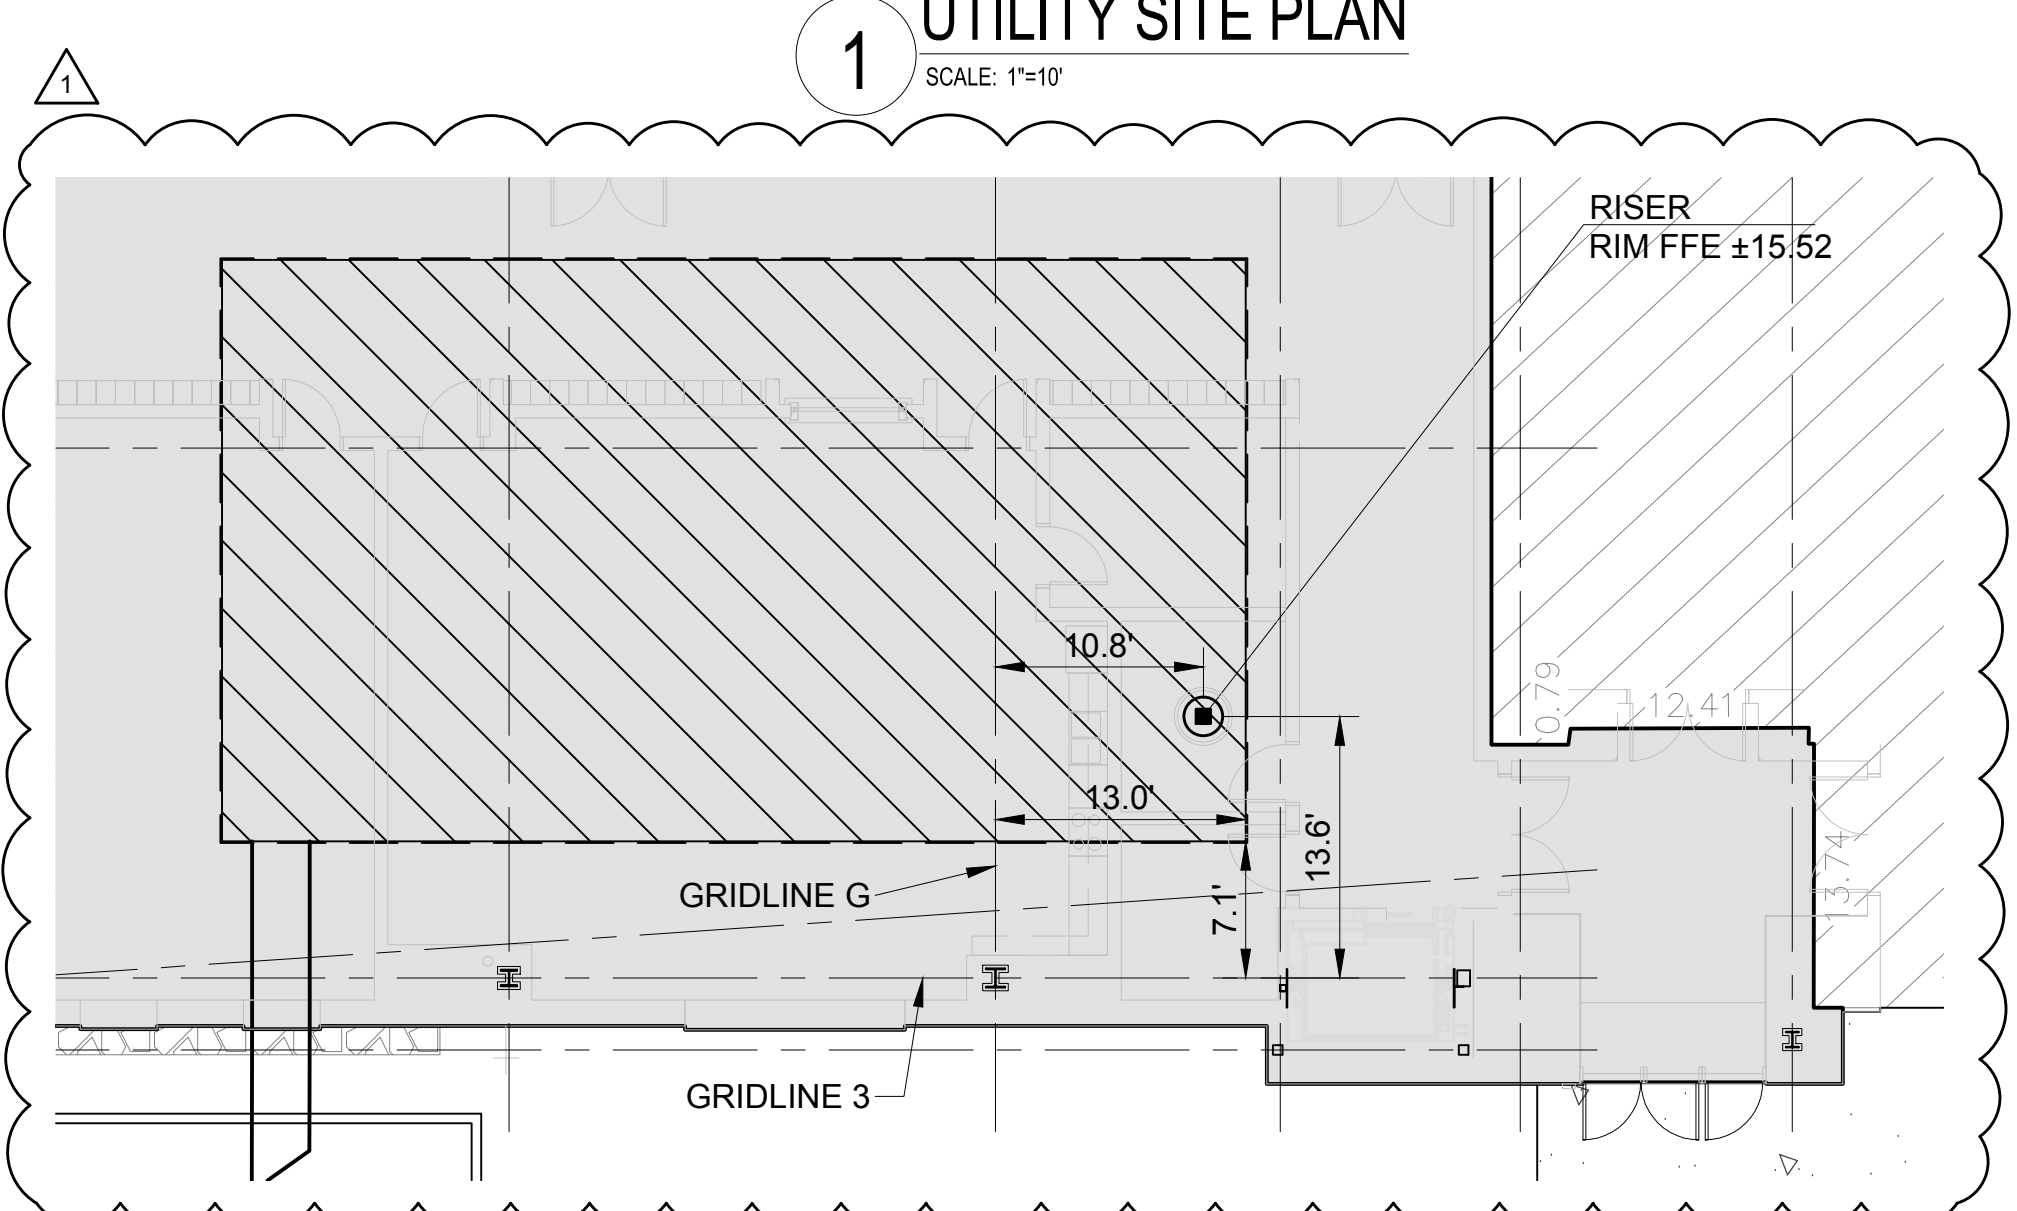 UTILITY SITE PLAN
1
SCALE: 1"=10'
1
RISER
RIM FFE ±15.52
10.8'
0.79
12.41
13.0'
13.6'
13.74
7.1'
GRIDLINE G
GRIDLINE 3